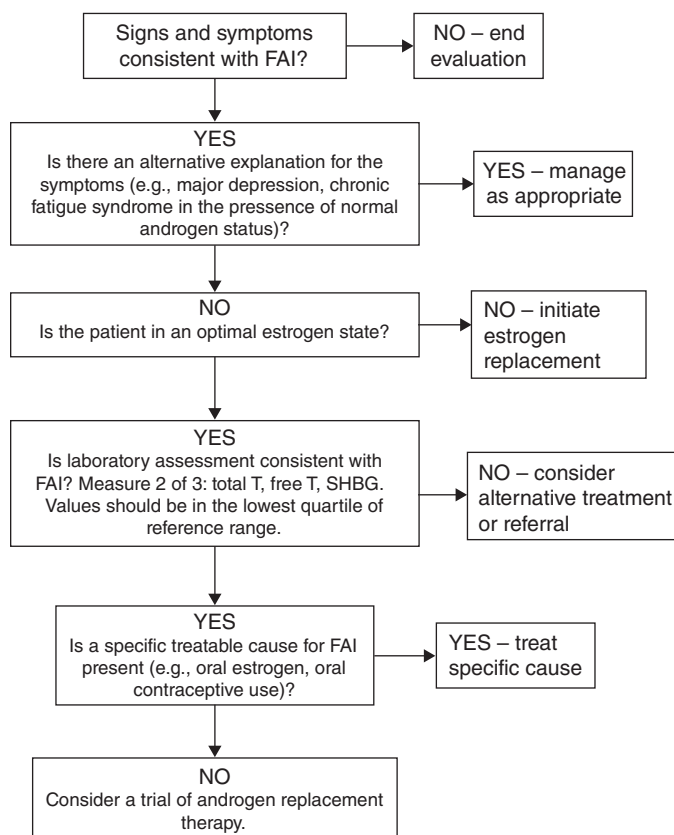 Signs and symptoms
consistent with FAI?
NO – end
evaluation
YES
Is there an alternative explanation for the
symptoms (e.g., major depression, chronic
fatigue syndrome in the pressence of normal
androgen status)?
YES – manage
as appropriate
NO
Is the patient in an optimal estrogen state?
NO – initiate
estrogen
replacement
YES
Is laboratory assessment consistent with
FAI? Measure 2 of 3: total T, free T, SHBG.
Values should be in the lowest quartile of
reference range.
NO – consider
alternative treatment
or referral
YES
Is a specific treatable cause for FAI
present (e.g., oral estrogen, oral
contraceptive use)?
YES – treat
specific cause
NO
Consider a trial of androgen replacement
therapy.